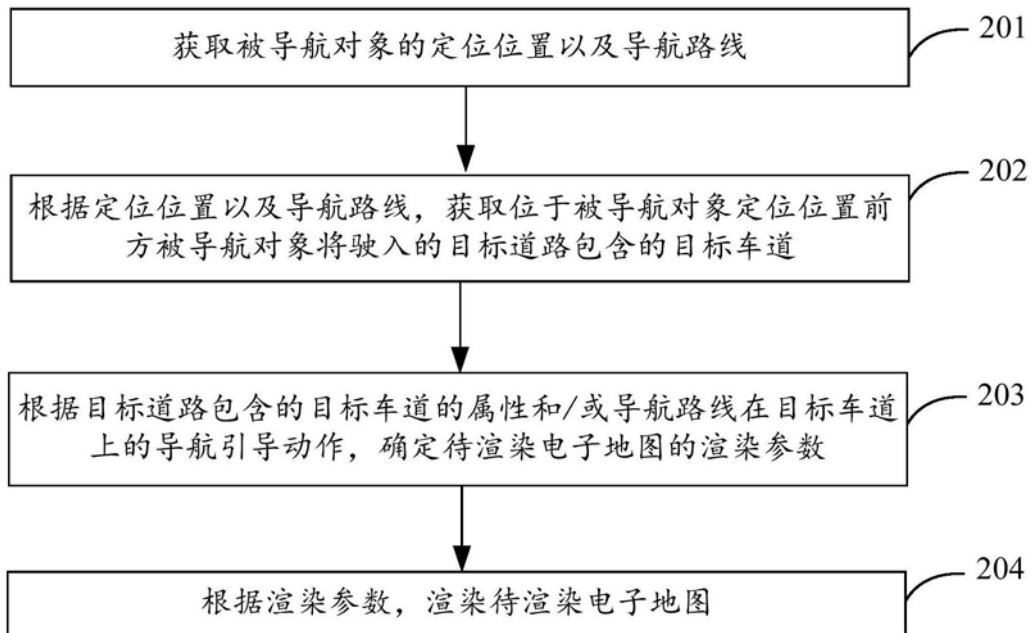 获取被导航对象的定位位置以及导航路线
201
根据定位位置以及导航路线，获取位于被导航对象定位位置前
方被导航对象将驶入的目标道路包含的目标车道
202
根据目标道路包含的目标车道的属性和/或导航路线在目标车道
上的导航引导动作，确定待渲染电子地图的渲染参数
203
根据渲染参数，渲染待渲染电子地图
204